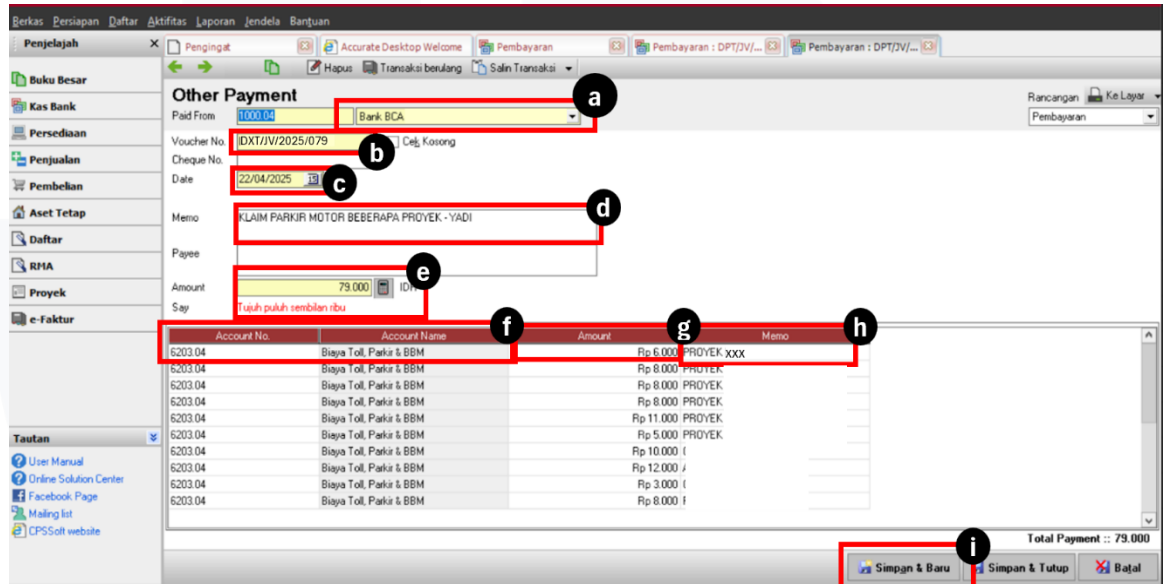 Berkas Persiapan Daftar Aktifitas Laporan Jendela Bantuan
Penjelajah X
Pengingat Accurate Desktop Welcome Pembayaran Pembayaran : DPT/JV/... Pembayaran : DPT/JV/...
Hapus Transaksi berulang Salin Transaksi
Buku Besar
Kas Bank
Persediaan
Penjualan
Pembelian
Aset Tetap
Daftar
RMA
Proyek
e-Faktur
Tautan
User Manual
Online Solution Center
Facebook Page
Mailing list
CPSSoft website
Other Payment
a
Rancangan Ke Layar
Pembayaran
Paid From 1000.04 Bank BCA
Voucher No. IDXT/JV/2025/079 Cek Kosong
b
Cheque No.
Date 22/04/2025 15
c
Memo KLAIM PARKIR MOTOR BEBERAPA PROYEK - YADI
d
Payee
Amount 79.000 IDR
e
Say Tujuh puluh sembilan ribu
f g h
Account No. Account Name Amount Memo
6203.04 Biaya Toll, Parkir & BBM Rp 6.000 PROYEK xxx
6203.04 Biaya Toll, Parkir & BBM Rp 8.000 PROYEK
6203.04 Biaya Toll, Parkir & BBM Rp 8.000 PROYEK
6203.04 Biaya Toll, Parkir & BBM Rp 8.000 PROYEK
6203.04 Biaya Toll, Parkir & BBM Rp 11.000 PROYEK
6203.04 Biaya Toll, Parkir & BBM Rp 5.000 PROYEK
6203.04 Biaya Toll, Parkir & BBM Rp 10.000
6203.04 Biaya Toll, Parkir & BBM Rp 12.000
6203.04 Biaya Toll, Parkir & BBM Rp 3.000
6203.04 Biaya Toll, Parkir & BBM Rp 8.000
Total Payment :: 79.000
i
Simpan & Baru Simpan & Tutup Batal